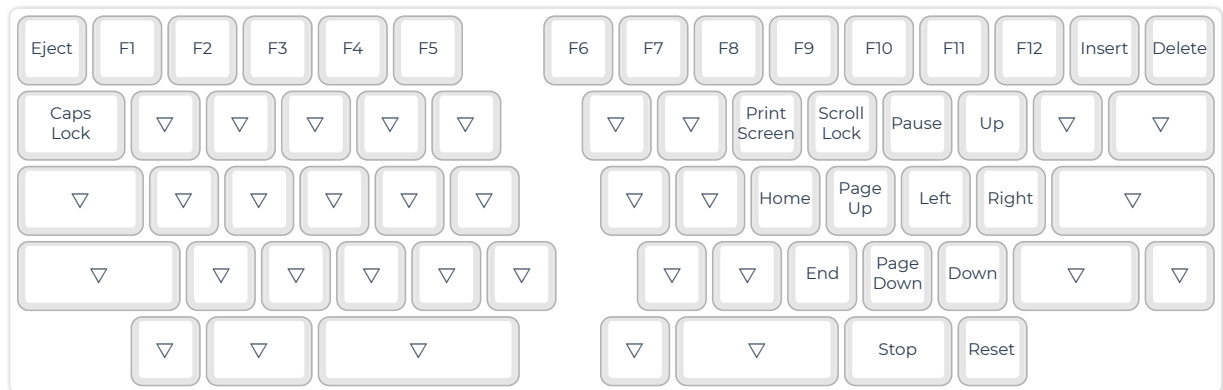 Eject F1 F2 F3 F4 F5 F6 F7 F8 F9 F10 F11 F12 Insert Delete
Caps Lock ▽ ▽ ▽ ▽ ▽ ▽ ▽ Print Screen Scroll Lock Pause Up ▽ ▽
▽ ▽ ▽ ▽ ▽ ▽ ▽ ▽ Home Page Up Left Right ▽
▽ ▽ ▽ ▽ ▽ ▽ ▽ ▽ End Page Down Down ▽ ▽
▽ ▽ ▽ ▽ ▽ Stop Reset